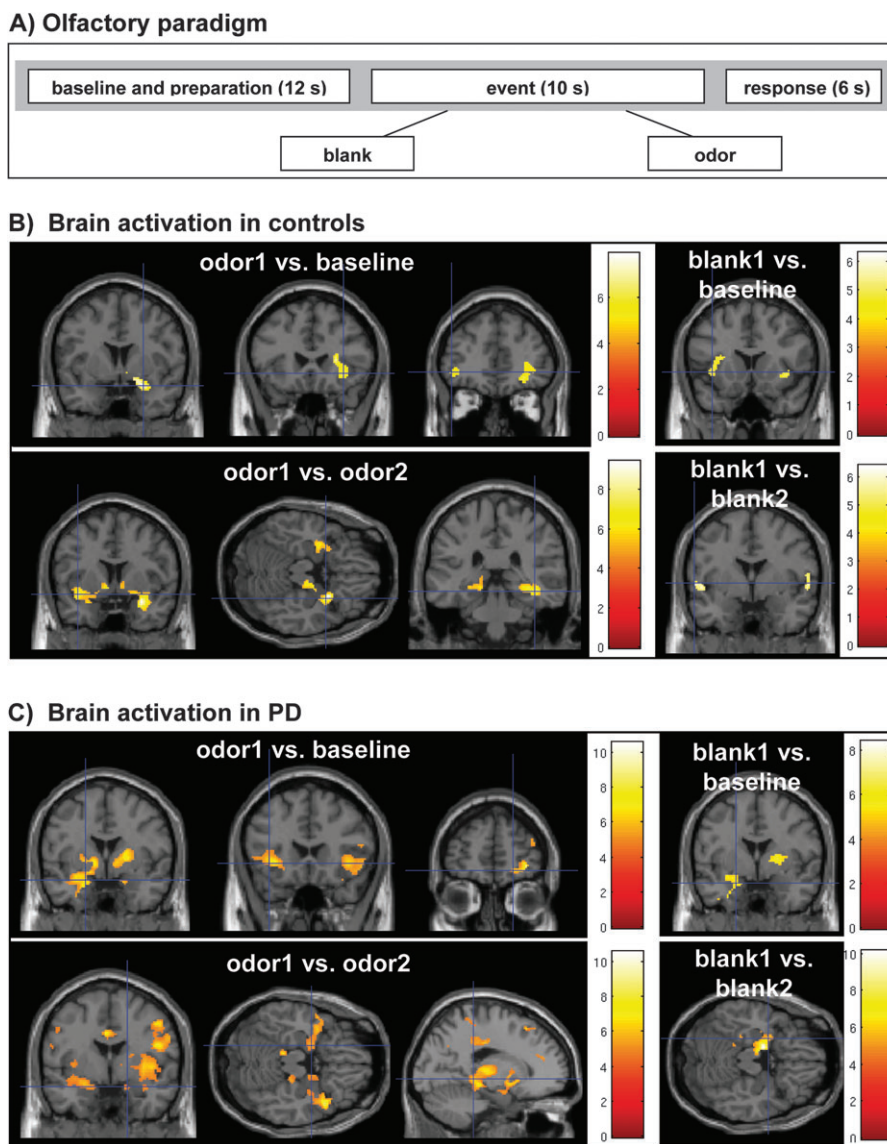 A) Olfactory paradigm
baseline and preparation (12 s)
event (10 s)
response (6 s)
blank
odor
B) Brain activation in controls
odor1 vs. baseline
6
4
2
0
blank1 vs.
baseline
6
5
4
3
2
1
0
odor1 vs. odor2
8
6
4
2
0
blank1 vs.
blank2
6
5
4
3
2
1
0
C) Brain activation in PD
odor1 vs. baseline
10
8
6
4
2
0
blank1 vs.
baseline
8
6
4
2
0
odor1 vs. odor2
10
8
6
4
2
0
blank1 vs.
blank2
10
8
6
4
2
0